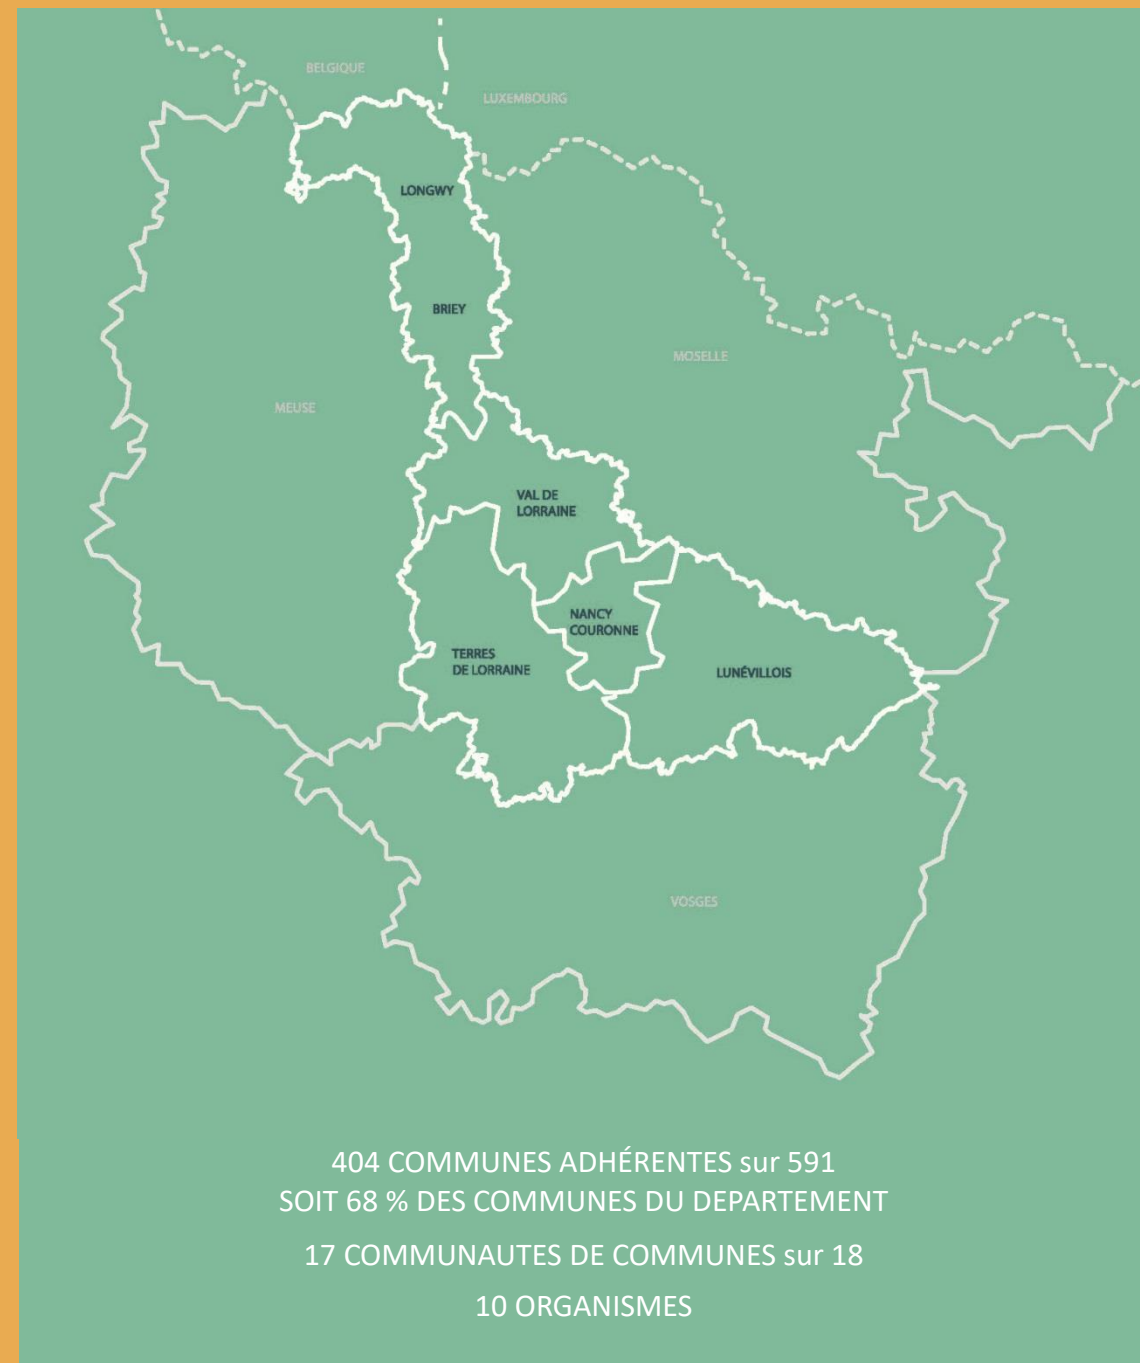 BELGIQUE
LUXEMBOURG
LONGWY
BRIEY
MOSELLE
MEUSE
VAL DE
LORRAINE
NANCY
COURONNE
TERRES
DE LORRAINE
LUNÉVILLOIS
VOSGES
404 COMMUNES ADHÉRENTES sur 591
SOIT 68 % DES COMMUNES DU DEPARTEMENT
17 COMMUNAUTES DE COMMUNES sur 18
10 ORGANISMES